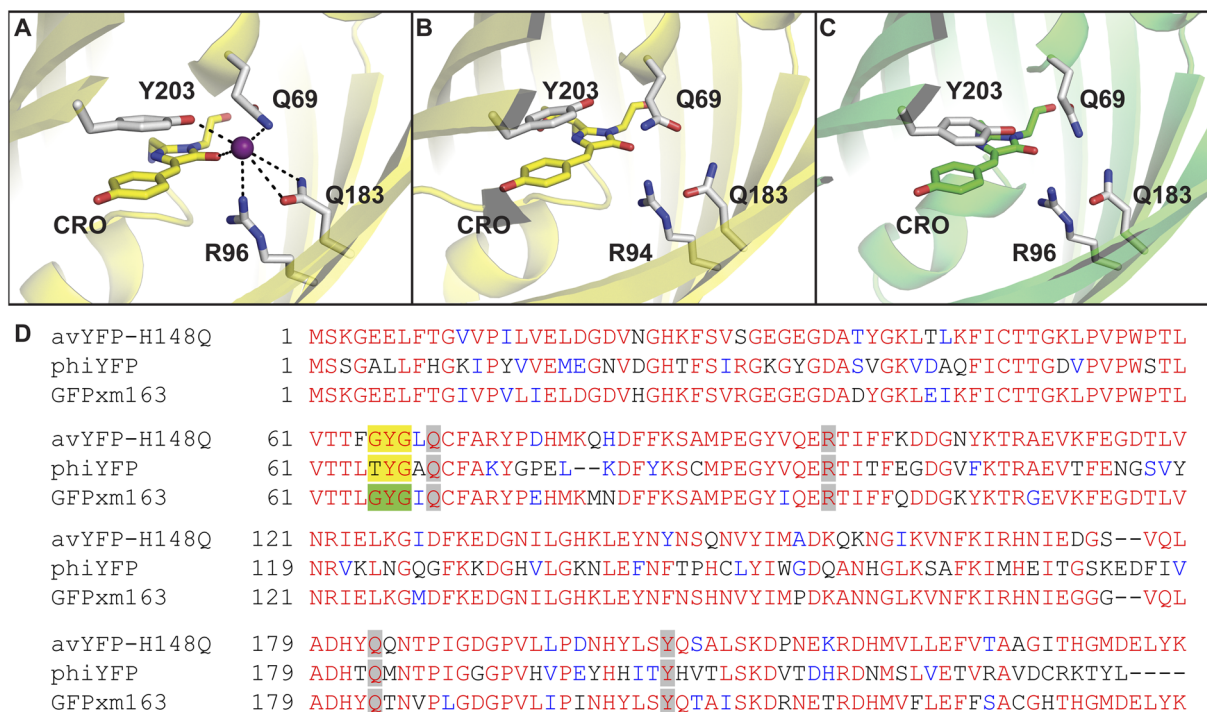 A
Y203
Q69
Q183
CRO
R96
B
Y203
Q69
Q183
CRO
R94
C
Y203
Q69
Q183
CRO
R96
D
avYFP-H148Q 1 MSKGEELFTGVVPILVELDGDVNGHKFSVSGEGEGDATYGKLTLKFICTTGKLPVPWPTL
phiYFP 1 MSSGALLFHGKIPYVVEMEGNVDGHTFSIRGKGYGDASVGKVDAQFICTTGDVPVPWSTL
GFPxm163 1 MSKGEELFTGIVPVLIELDGDVHGHKFSVRGEGEGDADYGKLEIKFICTTGKLPVPWPTL
avYFP-H148Q 61 VTTFGYGLQCFARYPDHMKQHDFFKSAMPEGYVQERTIFFKDDGNYKTRAEVKFEGDTLV
phiYFP 61 VTTLTYGAQCFAKYGPEL--KDFYKSCMPEGYVQERTITFEGDGVFKTRAEVTFENGSVY
GFPxm163 61 VTTLGYGIQCFARYPEHMKMNDFFKSAMPEGYIQERTIFFQDDGKYKTRGEVKFEGDTLV
avYFP-H148Q 121 NRIELKGIDFKEDGNILGHKLEYNYNSQNVYIMADKQKNGIKVNFKIRHNIEDGS--VQL
phiYFP 119 NRVKLNGQGFKKDGHVLGKNLEFNFTPHCLYIWGDQANHGLKSAFKIMHEITGSKEDFIV
GFPxm163 121 NRIELKGMDFKEDGNILGHKLEYNFNSHNVYIMPDKANNGLKVNFKIRHNIEGGG--VQL
avYFP-H148Q 179 ADHYQQNTPIGDGPVLLPDNHYLSYQSALSKDPNEKRDHMVLLEFVTAAGITHGMDELYK
phiYFP 179 ADHTQMNTPIGGGPVHVPEYHHITYHVTLSKDVTDHRDNMSLVETVRAVDCRKTYL----
GFPxm163 179 ADHYQTNVPLGDGPVLIPINHYLSYQTAISKDRNETRDHMVFLEFFSACGHTHGMDELYK